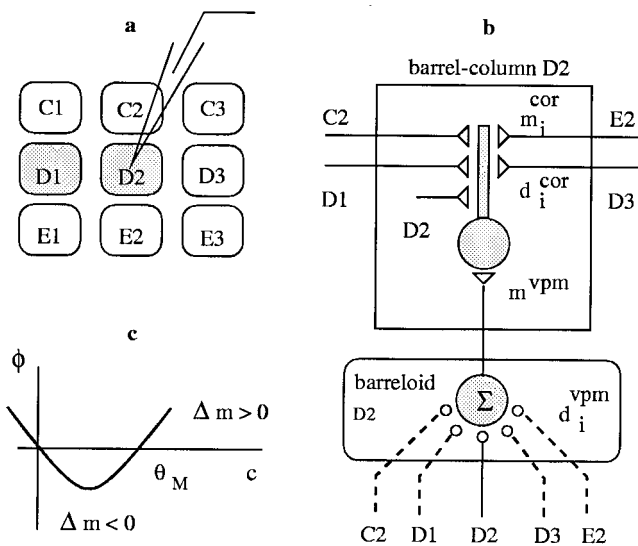 a
C1 C2 C3
D1 D2 D3
E1 E2 E3
b
barrel-column D2
C2 m i cor E2
D1 d i cor D3
D2
m vpm
barreloid
D2
Σ
d i vpm
C2 D1 D2 D3 E2
c
ϕ
Δ m > 0
θ M c
Δ m < 0